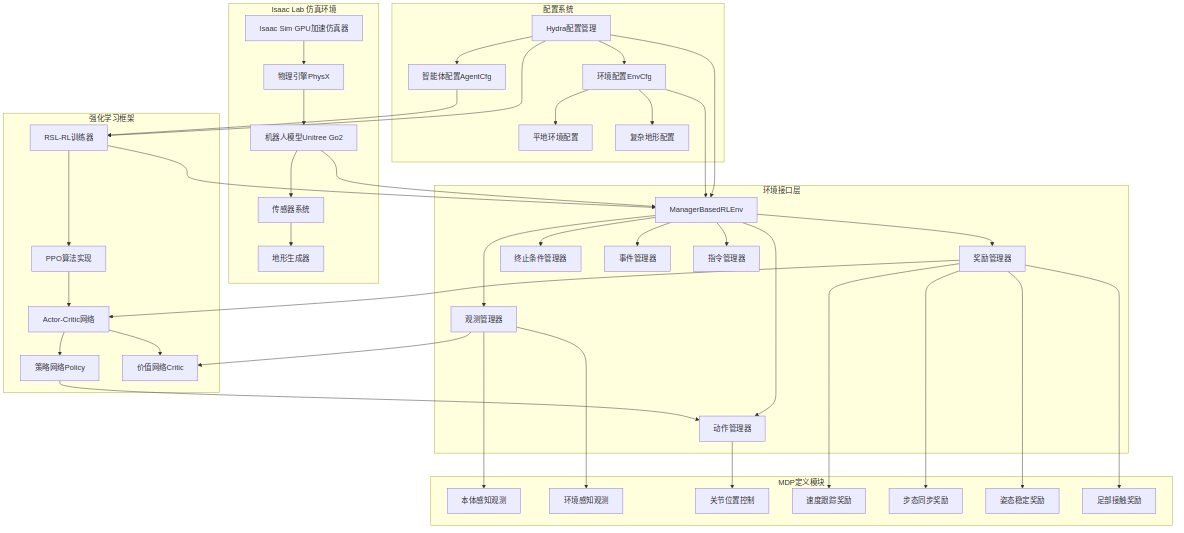 Isaac Lab 仿真环境
Isaac Sim GPU加速仿真器
物理引擎PhysX
机器人模型Unitree Go2
传感器系统
地形生成器
配置系统
Hydra配置管理
智能体配置AgentCfg
环境配置EnvCfg
平地环境配置
复杂地形配置
强化学习框架
RSL-RL训练器
PPO算法实现
Actor-Critic网络
策略网络Policy
价值网络Critic
环境接口层
ManagerBasedRLEnv
终止条件管理器
事件管理器
指令管理器
奖励管理器
观测管理器
动作管理器
MDP定义模块
本体感知观测
环境感知观测
关节位置控制
速度跟踪奖励
步态同步奖励
姿态稳定奖励
足部接触奖励